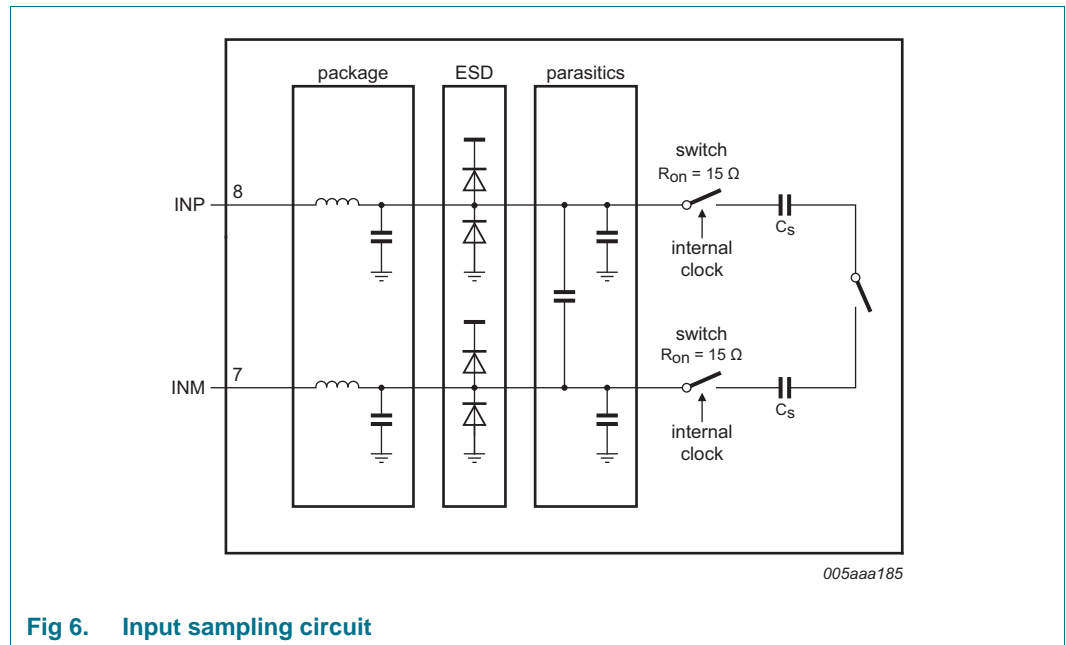 package ESD parasitics
switch
Ron = 15 Ω
INP 8
Cs
internal
clock
switch
Ron = 15 Ω
INM 7
Cs
internal
clock
005aaa185
Fig 6. Input sampling circuit